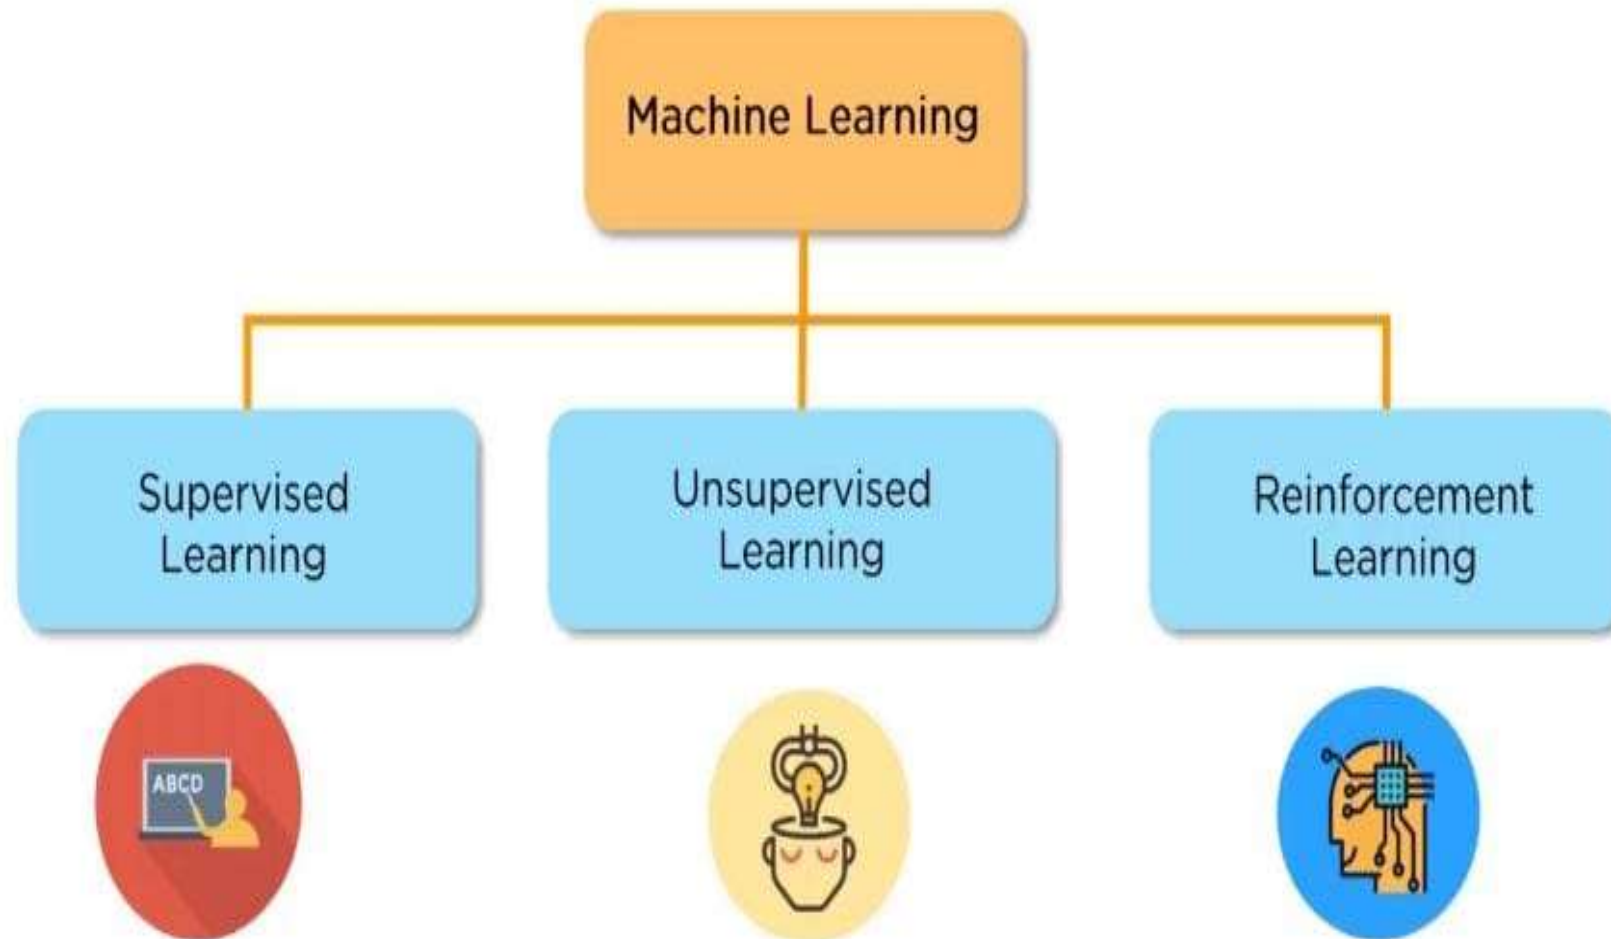 Machine Learning
Supervised
Learning
Unsupervised
Learning
Reinforcement
Learning
ABCD